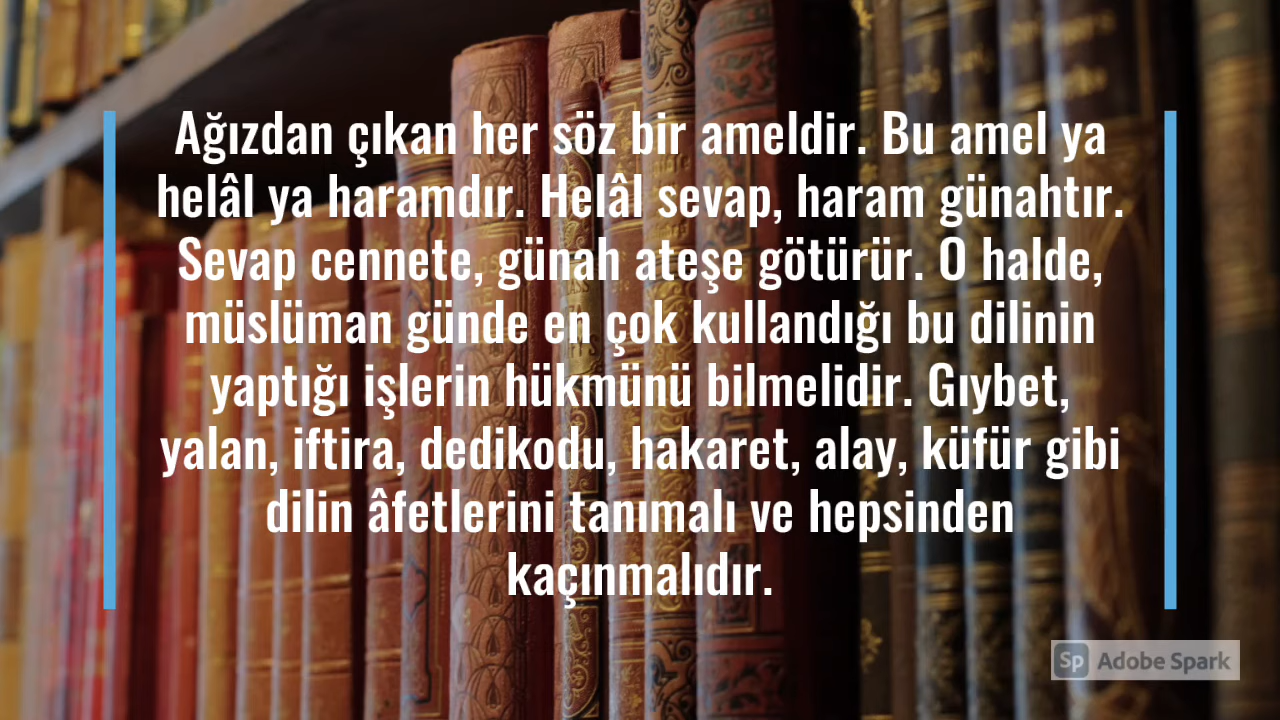 Ağızdan çıkan her söz bir ameldir. Bu amel ya
helâl ya haramdır. Helâl sevap, haram günahtır.
Sevap cennete, günah ateşe götürür. O halde,
müslüman günde en çok kullandığı bu dilinin
yaptığı işlerin hükmünü bilmelidir. Gıybet,
yalan, iftira, dedikodu, hakaret, alay, küfür gibi
dilin âfetlerini tanımalı ve hepsinden
kaçınmalıdır.
Sp Adobe Spark